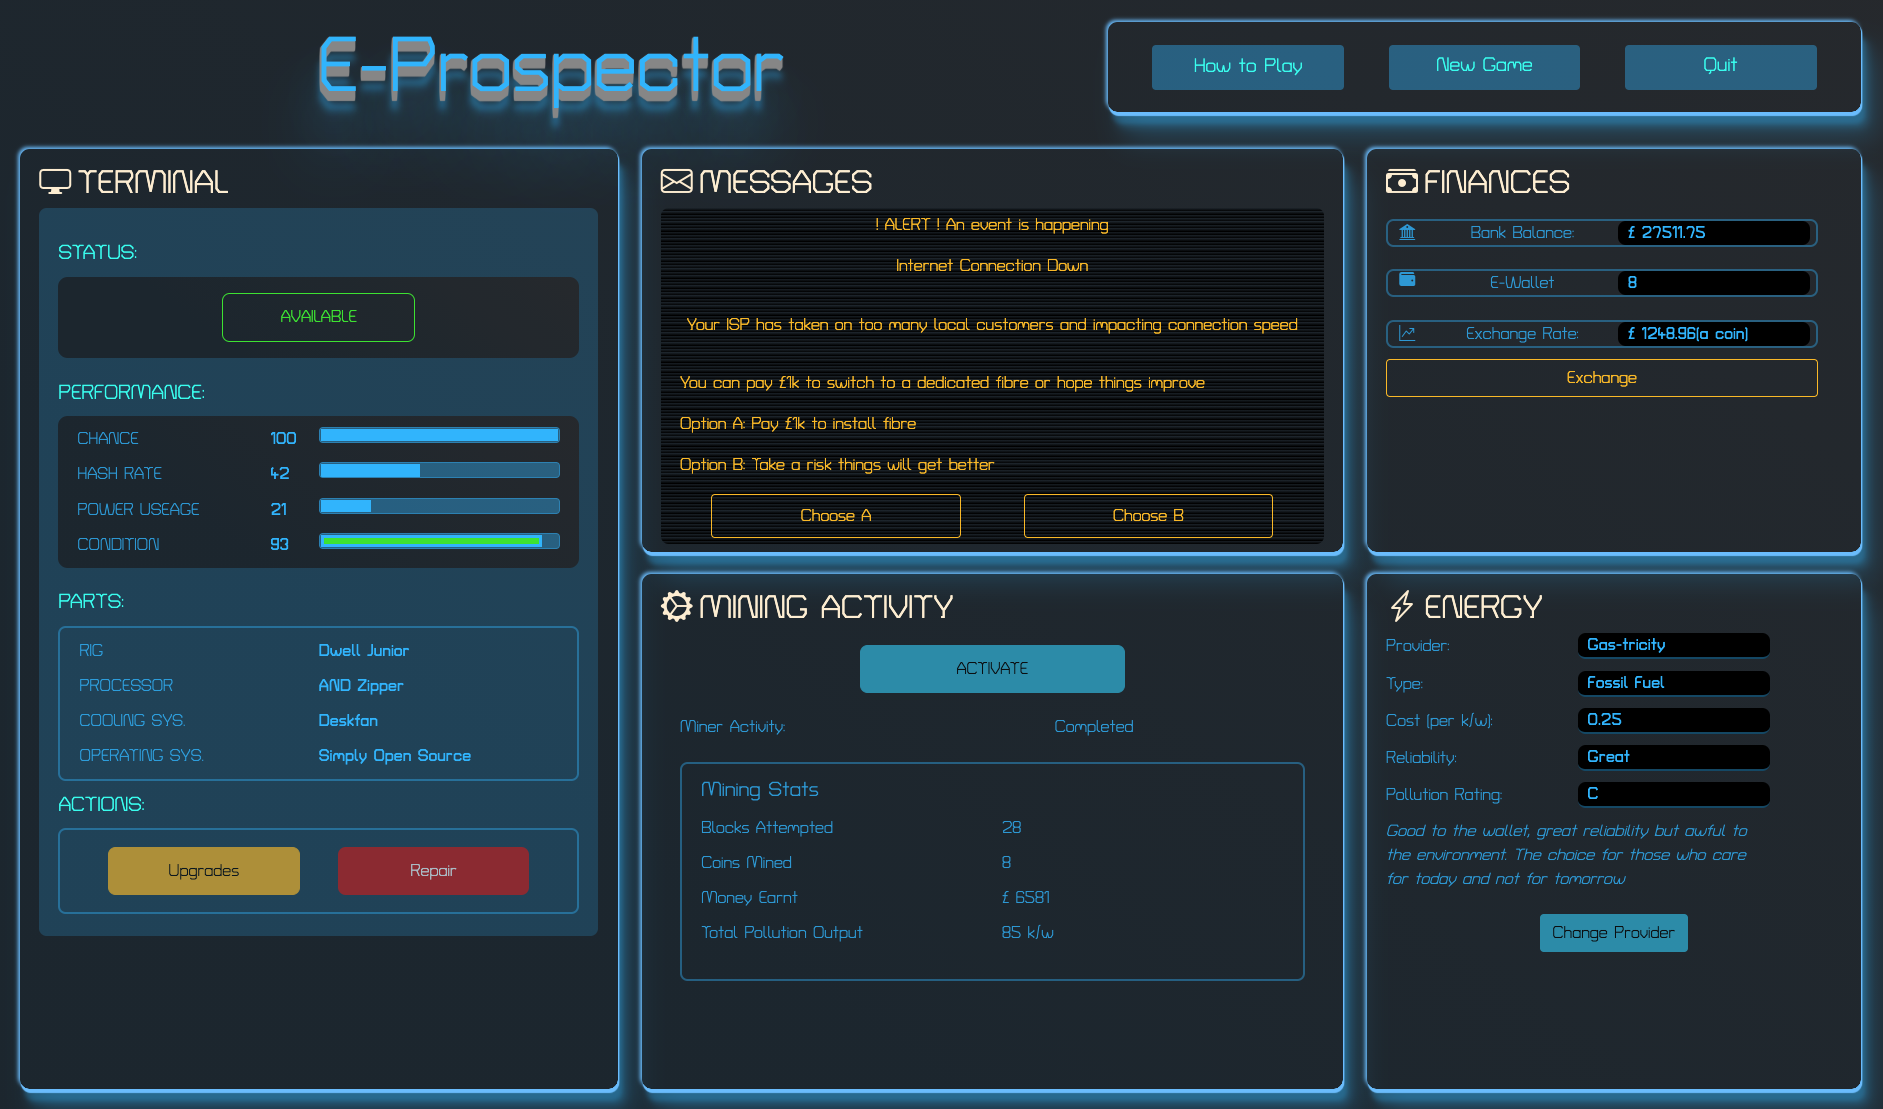 E-Prospector
How to Play
New Game
Quit
TERMINAL
STATUS:
AVAILABLE
PERFORMANCE:
CHANCE 100
HASH RATE 42
POWER USEAGE 21
CONDITION 93
PARTS:
RIG Dwell Junior
PROCESSOR AND Zipper
COOLING SYS. Deskfan
OPERATING SYS. Simply Open Source
ACTIONS:
Upgrades Repair
MESSAGES
! ALERT ! An event is happening
Internet Connection Down
Your ISP has taken on too many local customers and impacting connection speed
You can pay £1k to switch to a dedicated fibre or hope things improve
Option A: Pay £1k to install fibre
Option B: Take a risk things will get better
Choose A Choose B
FINANCES
Bank Balance: £ 27511.75
E-Wallet 8
Exchange Rate: £ 1248.96(a coin)
Exchange
MINING ACTIVITY
ACTIVATE
Miner Activity: Completed
Mining Stats
Blocks Attempted 28
Coins Mined 8
Money Earnt £ 6581
Total Pollution Output 85 k/w
ENERGY
Provider: Gas-tricity
Type: Fossil Fuel
Cost (per k/w): 0.25
Reliability: Great
Pollution Rating: C
Good to the wallet, great reliability but awful to
the environment. The choice for those who care
for today and not for tomorrow
Change Provider